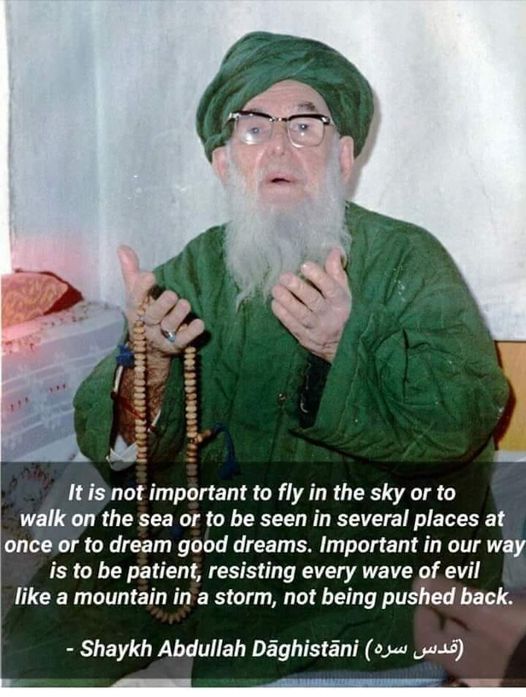 It is not important to fly in the sky or to
walk on the sea or to be seen in several places at
once or to dream good dreams. Important in our way
is to be patient, resisting every wave of evil
like a mountain in a storm, not being pushed back.
- Shaykh Abdullah Dāghistāni (قدس سره)